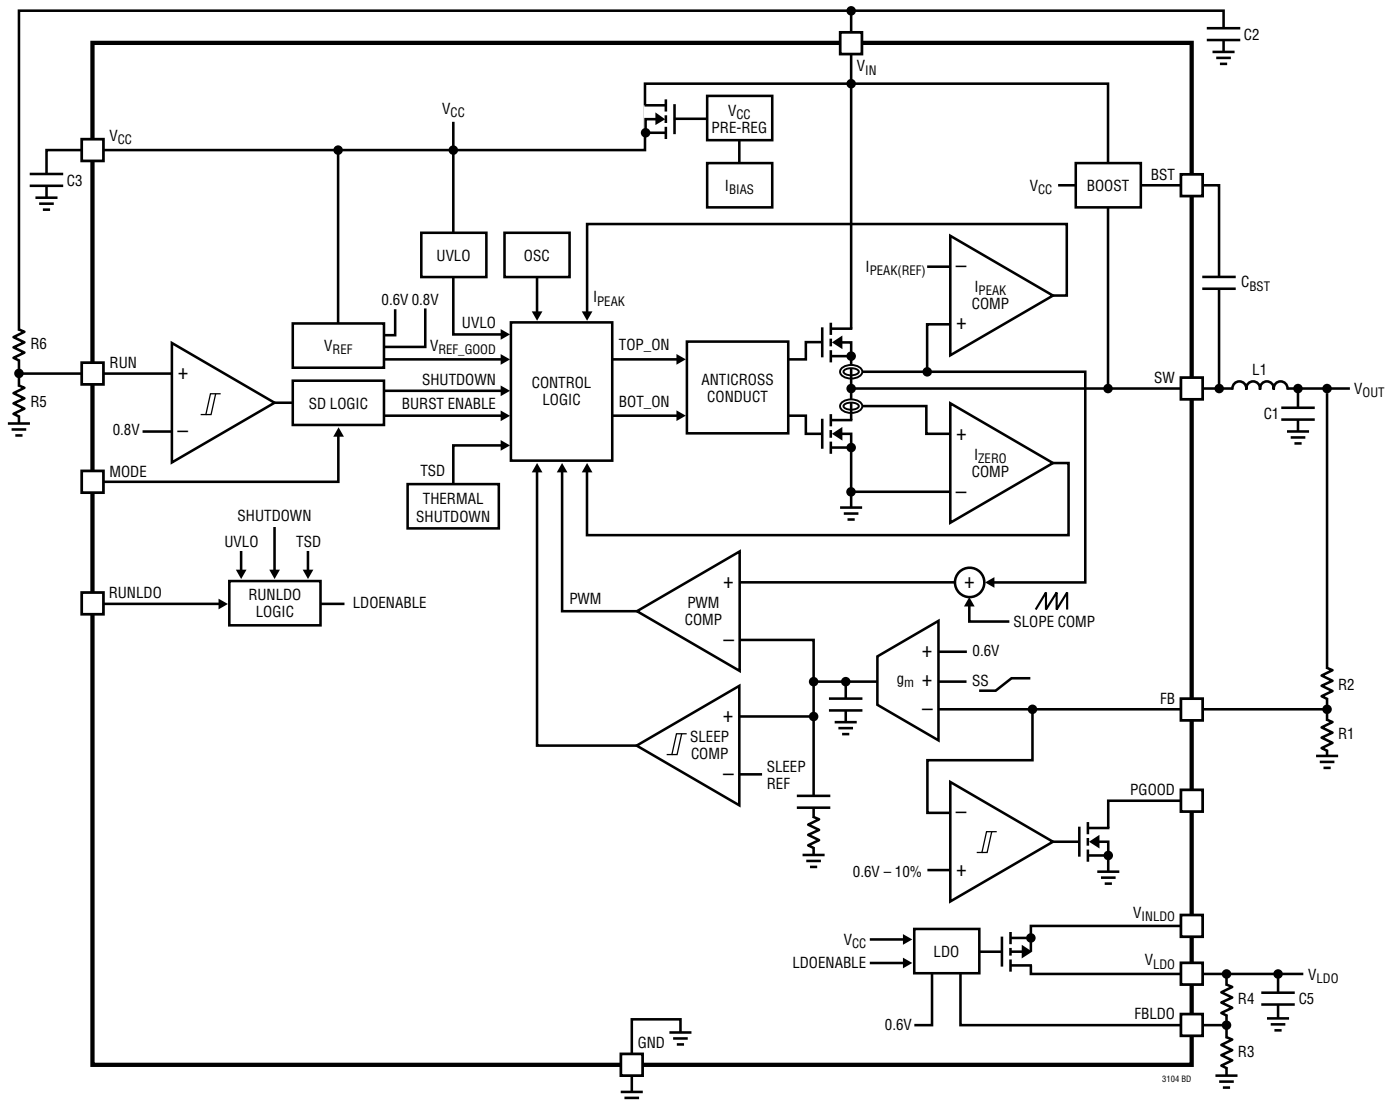 C2
VIN
VCC
VCC
VCC
PRE-REG
C3
IBIAS
VCC
BOOST
BST
UVLO
OSC
IPEAK(REF)
–
IPEAK
COMP
+
CBST
0.6V 0.8V
IPEAK
UVLO
R6
RUN
VREF
VREF_GOOD
TOP_ON
L1
+
SHUTDOWN
CONTROL
LOGIC
ANTICROSS
CONDUCT
SW
VOUT
R5
SD LOGIC
BURST ENABLE
BOT_ON
C1
0.8V
–
+
IZERO
COMP
–
MODE
TSD
THERMAL
SHUTDOWN
SHUTDOWN
UVLO
TSD
RUNLDO
RUNLDO
LOGIC
LDOENABLE
PWM
+
PWM
COMP
–
+
SLOPE COMP
+
0.6V
gm
+
SS
–
FB
R2
R1
+
SLEEP
COMP
–
SLEEP
REF
PGOOD
–
0.6V – 10%
+
VINLDO
VCC
LDO
LDOENABLE
VLDO
VLDO
R4
C5
0.6V
FBLDO
GND
R3
3104 BD